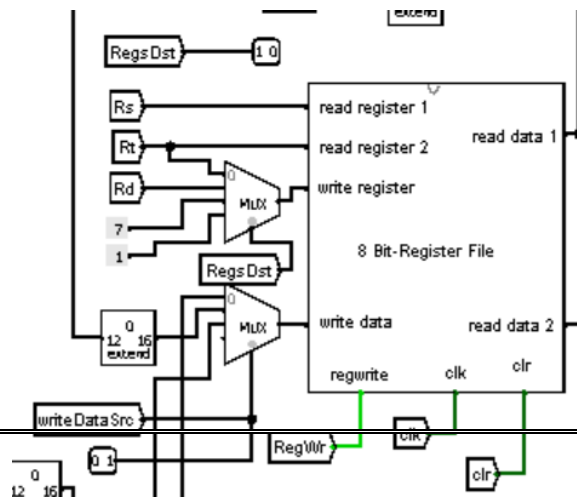 extend
RegsDst
1 0
Rs
read register 1
read data 1
Rt
read register 2
0
Rd
MUX
write register
7
1
8 Bit-Register File
RegsDst
0
0
12 16
extend
MUX
write data
read data 2
regwrite
clk
clr
writeDataSrc
RegWr
clk
0 1
clr
0
12 16